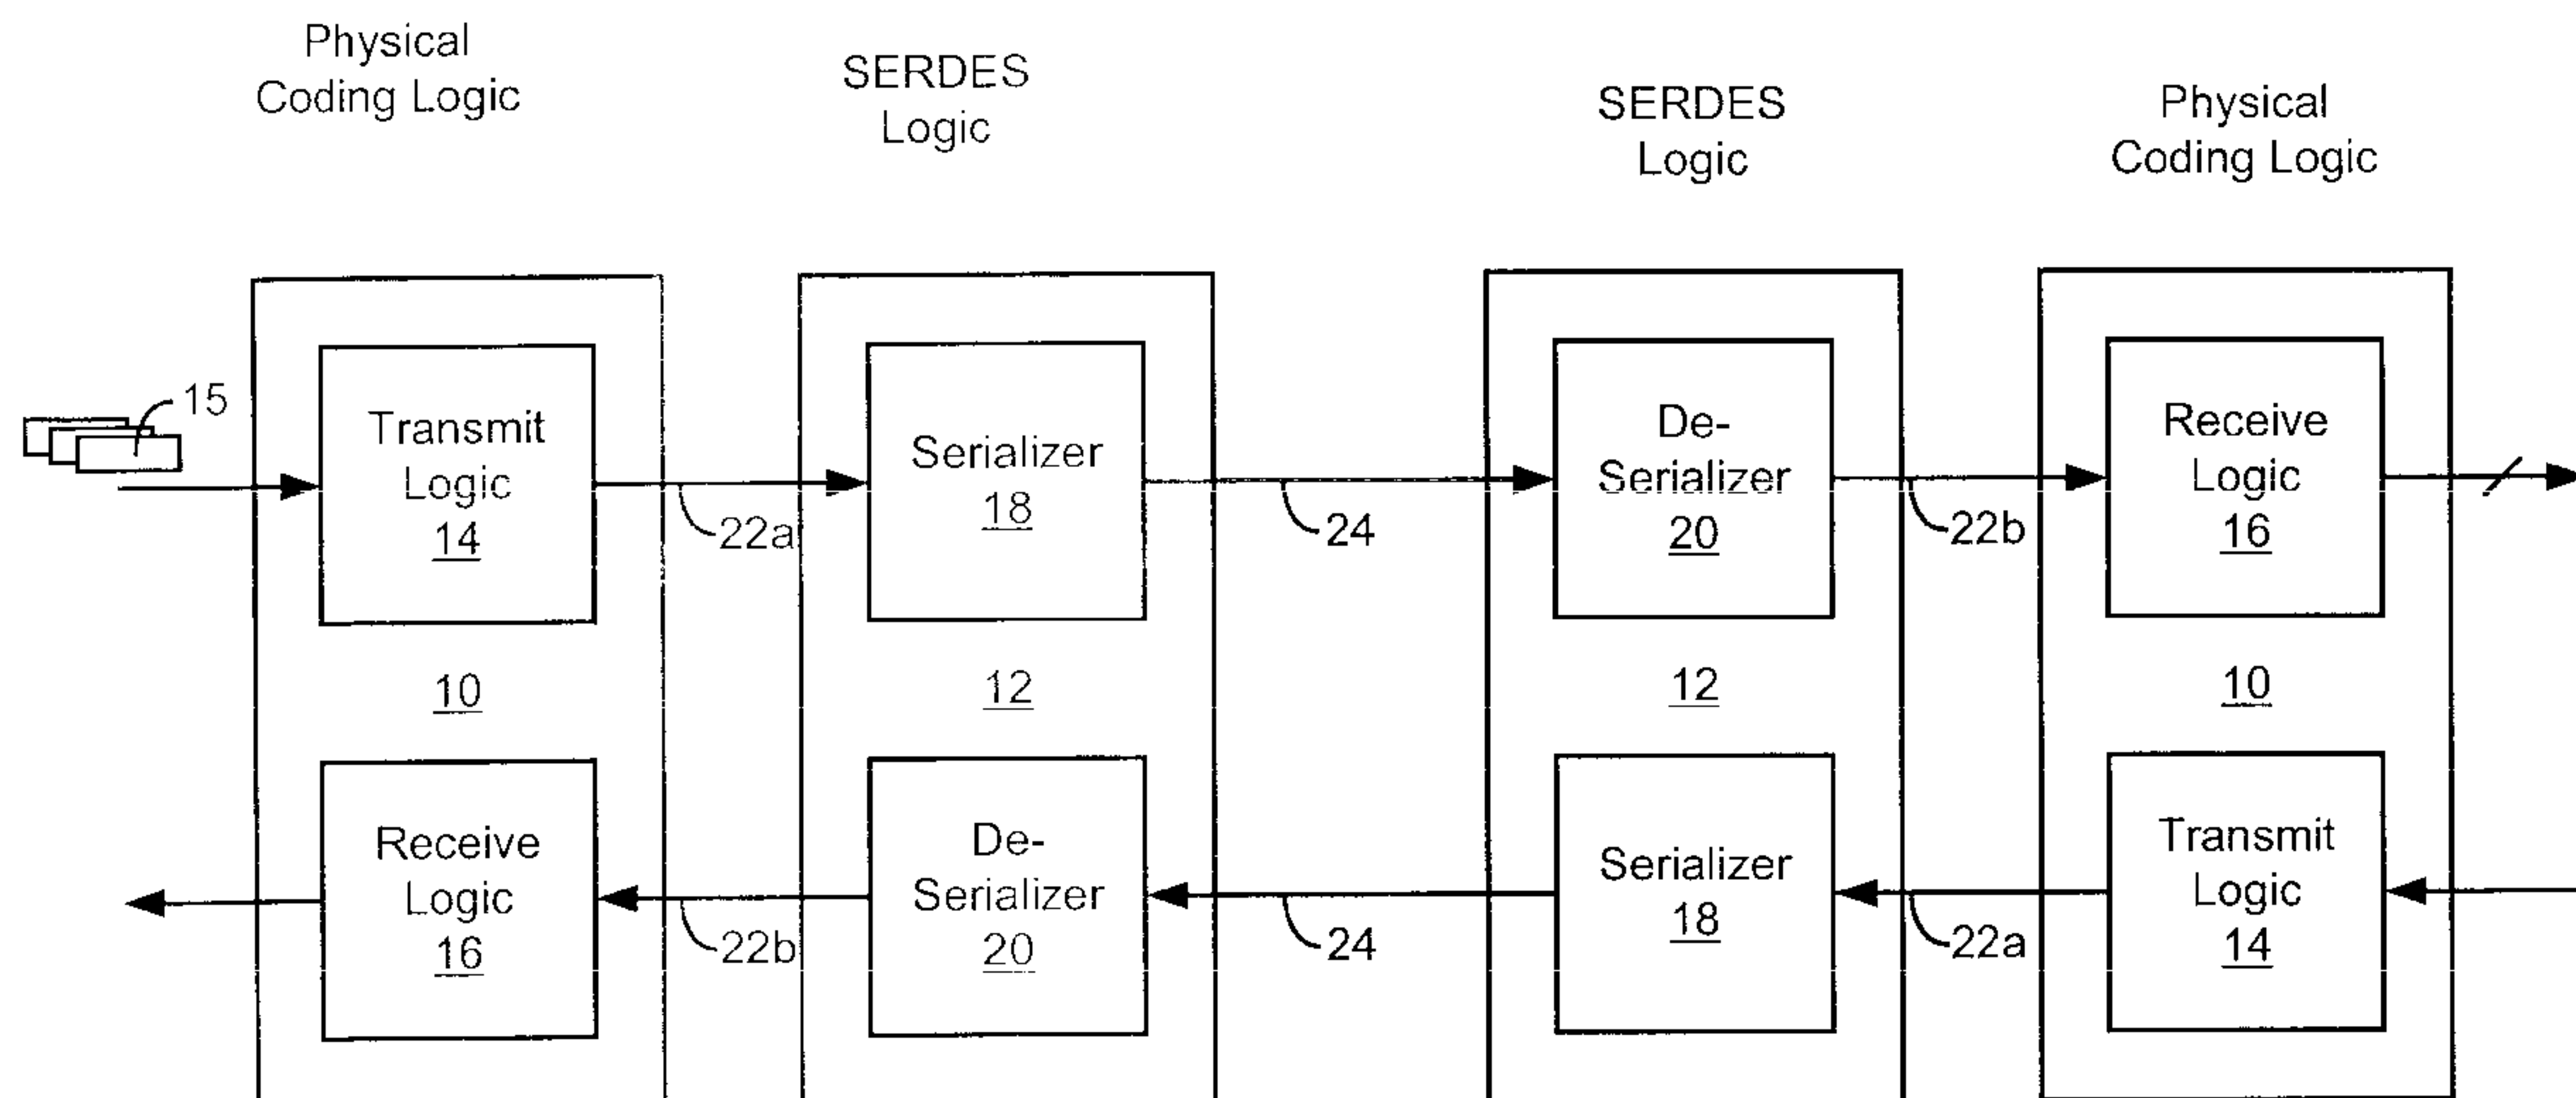 Physical
Coding Logic
SERDES
Logic
SERDES
Logic
Physical
Coding Logic
15
Transmit
Logic
14
22a
Serializer
18
24
De-
Serializer
20
22b
Receive
Logic
16
10
12
12
10
Receive
Logic
16
22b
De-
Serializer
20
24
Serializer
18
22a
Transmit
Logic
14